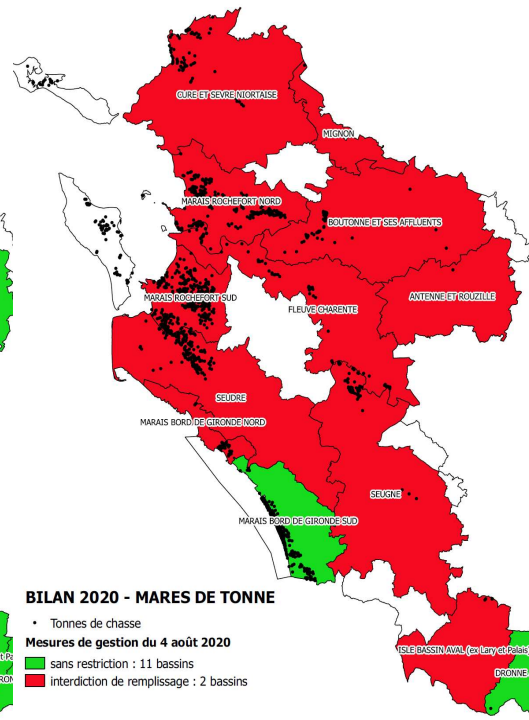 CURE ET SEVRE NIORTAISE
MIGNON
MARAIS ROCHEFORT NORD
BOUTONNE ET SES AFFLUENTS
MARAIS ROCHEFORT SUD
ANTENNE ET ROUZILLE
FLEUVE CHARENTE
SEUDRE
MARAIS BORD DE GIRONDE NORD
SEUGNE
MARAIS BORD DE GIRONDE SUD
BILAN 2020 - MARES DE TONNE
Tonnes de chasse
Mesures de gestion du 4 août 2020
sans restriction : 11 bassins
interdiction de remplissage : 2 bassins
ISLE BASSIN AVAL (ex Lary et Palais)
DRONNE